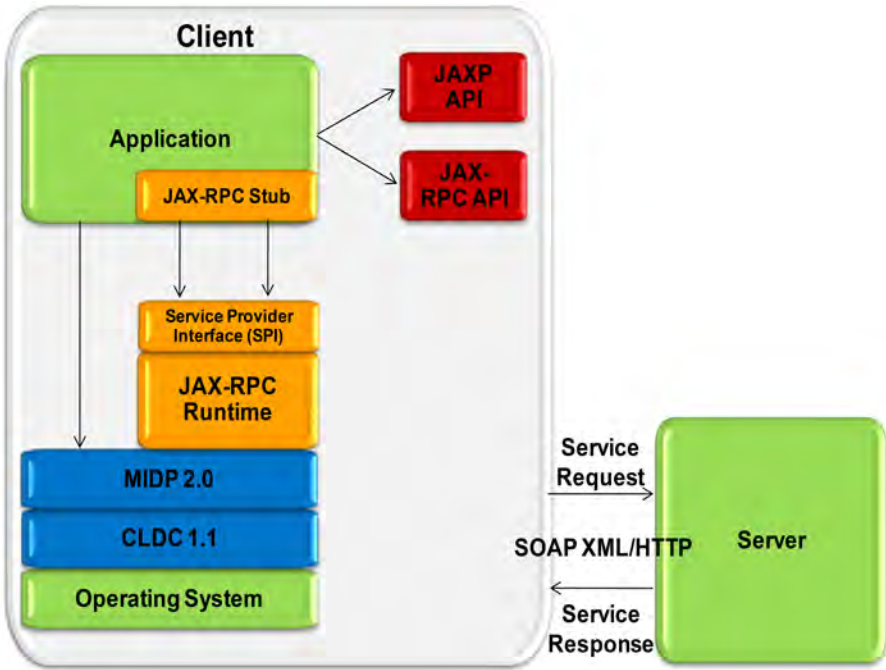 Client
Application
JAX-RPC Stub
JAXP
API
JAX-
RPC API
Service Provider
Interface (SPI)
JAX-RPC
Runtime
MIDP 2.0
CLDC 1.1
Operating System
Service
Request
SOAP XML/HTTP
Service
Response
Server